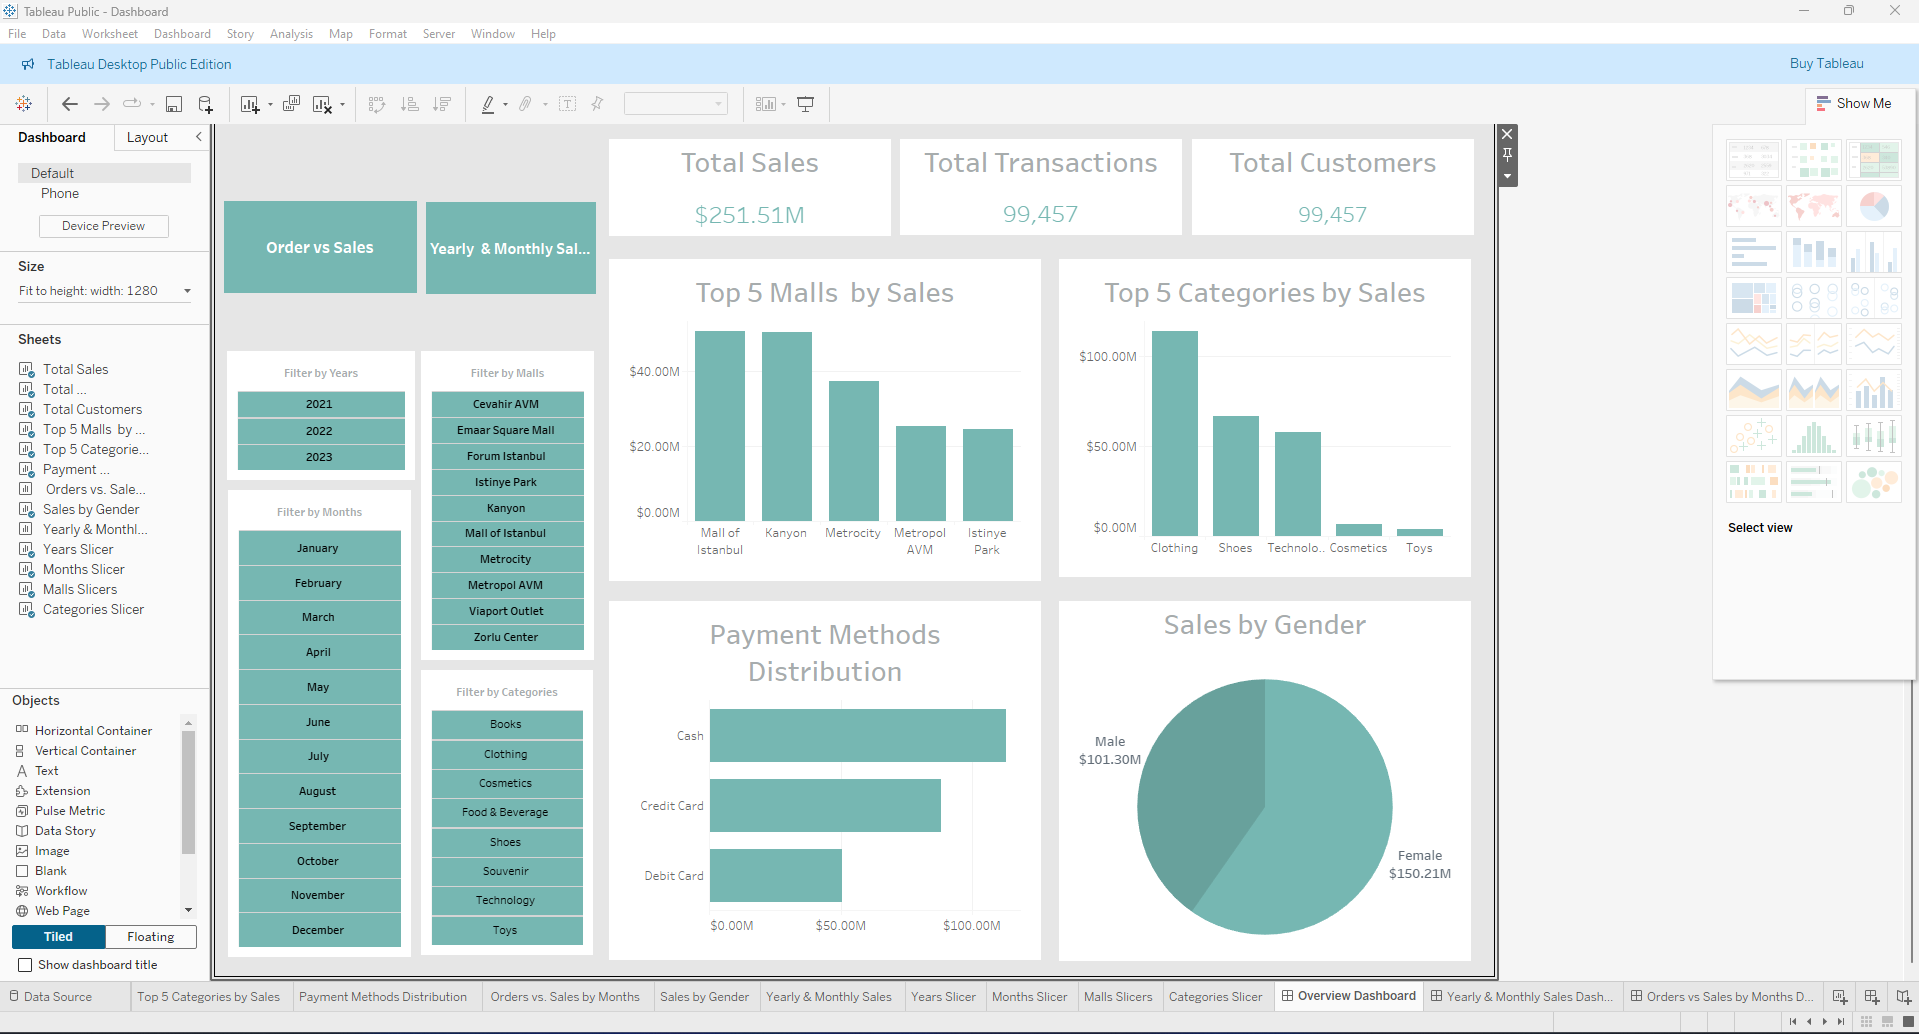 Tableau Public - Dashboard
File Data Worksheet Dashboard Story Analysis Map Format Server Window Help
Tableau Desktop Public Edition
Buy Tableau
Show Me
Dashboard Layout
Default
Phone
Device Preview
Size
Fit to height: width: 1280
Sheets
Total Sales
Total ...
Total Customers
Top 5 Malls by ...
Top 5 Categorie...
Payment ...
Orders vs. Sale...
Sales by Gender
Yearly & Monthl...
Years Slicer
Months Slicer
Malls Slicers
Categories Slicer
Objects
Horizontal Container
Vertical Container
Text
Extension
Pulse Metric
Data Story
Image
Blank
Workflow
Web Page
Tiled Floating
Show dashboard title
Order vs Sales
Yearly & Monthly Sal...
Filter by Years
2021
2022
2023
Filter by Months
January
February
March
April
May
June
July
August
September
October
November
December
Filter by Malls
Cevahir AVM
Emaar Square Mall
Forum Istanbul
Istinye Park
Kanyon
Mall of Istanbul
Metrocity
Metropol AVM
Viaport Outlet
Zorlu Center
Filter by Categories
Books
Clothing
Cosmetics
Food & Beverage
Shoes
Souvenir
Technology
Toys
Total Sales
$251.51M
Total Transactions
99,457
Total Customers
99,457
Top 5 Malls by Sales
$40.00M
$20.00M
$0.00M
Mall of Istanbul
Kanyon
Metrocity
Metropol AVM
Istinye Park
Top 5 Categories by Sales
$100.00M
$50.00M
$0.00M
Clothing
Shoes
Technolo..
Cosmetics
Toys
Payment Methods
Distribution
Cash
Credit Card
Debit Card
$0.00M $50.00M $100.00M
Sales by Gender
Male
$101.30M
Female
$150.21M
Select view
Data Source
Top 5 Categories by Sales
Payment Methods Distribution
Orders vs. Sales by Months
Sales by Gender
Yearly & Monthly Sales
Years Slicer
Months Slicer
Malls Slicers
Categories Slicer
Overview Dashboard
Yearly & Monthly Sales Dash...
Orders vs Sales by Months D...